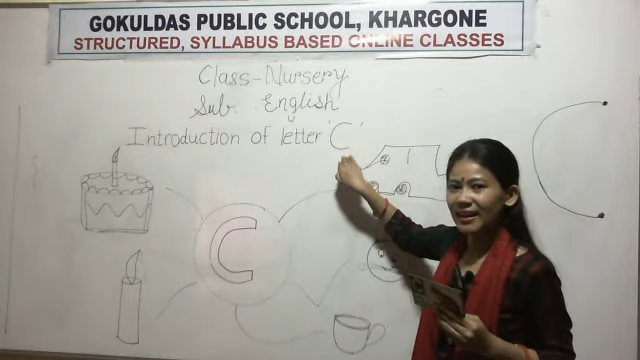 GOKULDAS PUBLIC SCHOOL, KHARGONE
STRUCTURED, SYLLABUS BASED ONLINE CLASSES
Class-Nursery
Sub. English
Introduction of letter 'C'
C